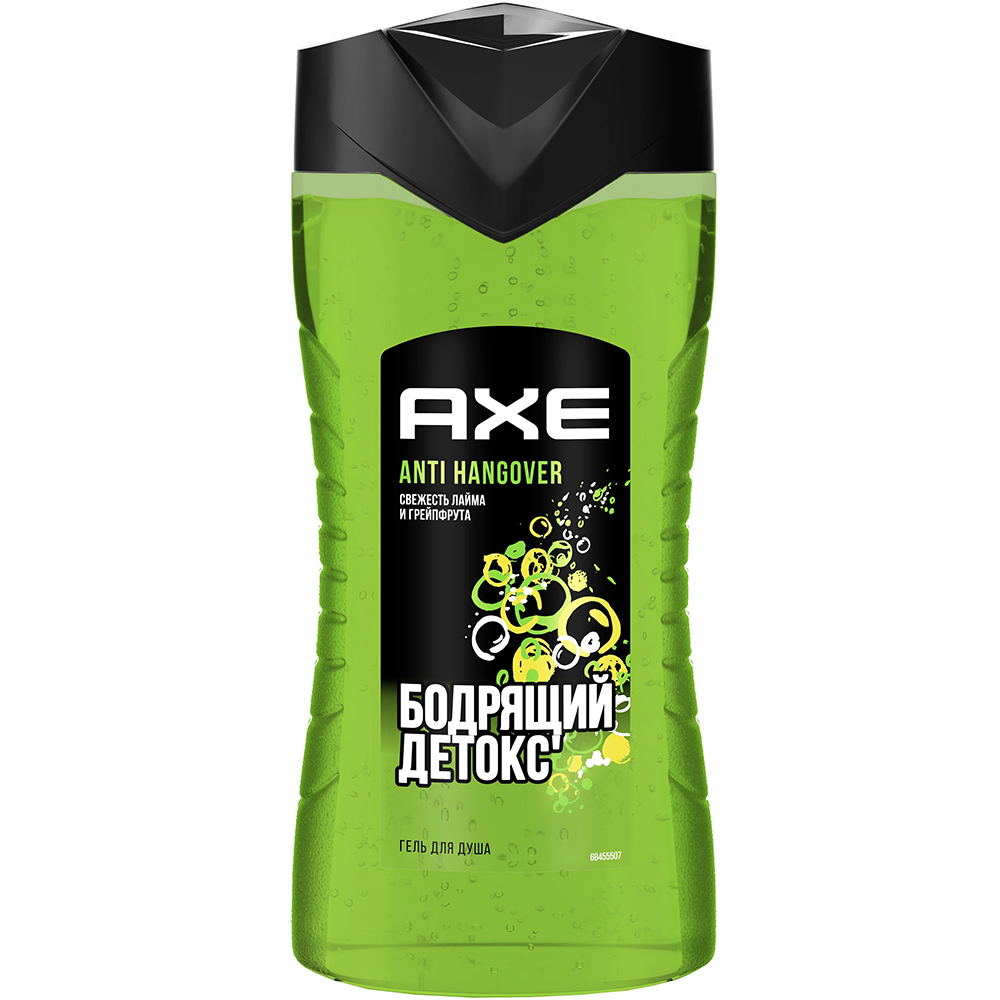 AXE
ANTI HANGOVER
СВЕЖЕСТЬ ЛАЙМА
И ГРЕЙПФРУТА
БОДРЯЩИЙ
ДЕТОКС'
ГЕЛЬ ДЛЯ ДУША
68455507